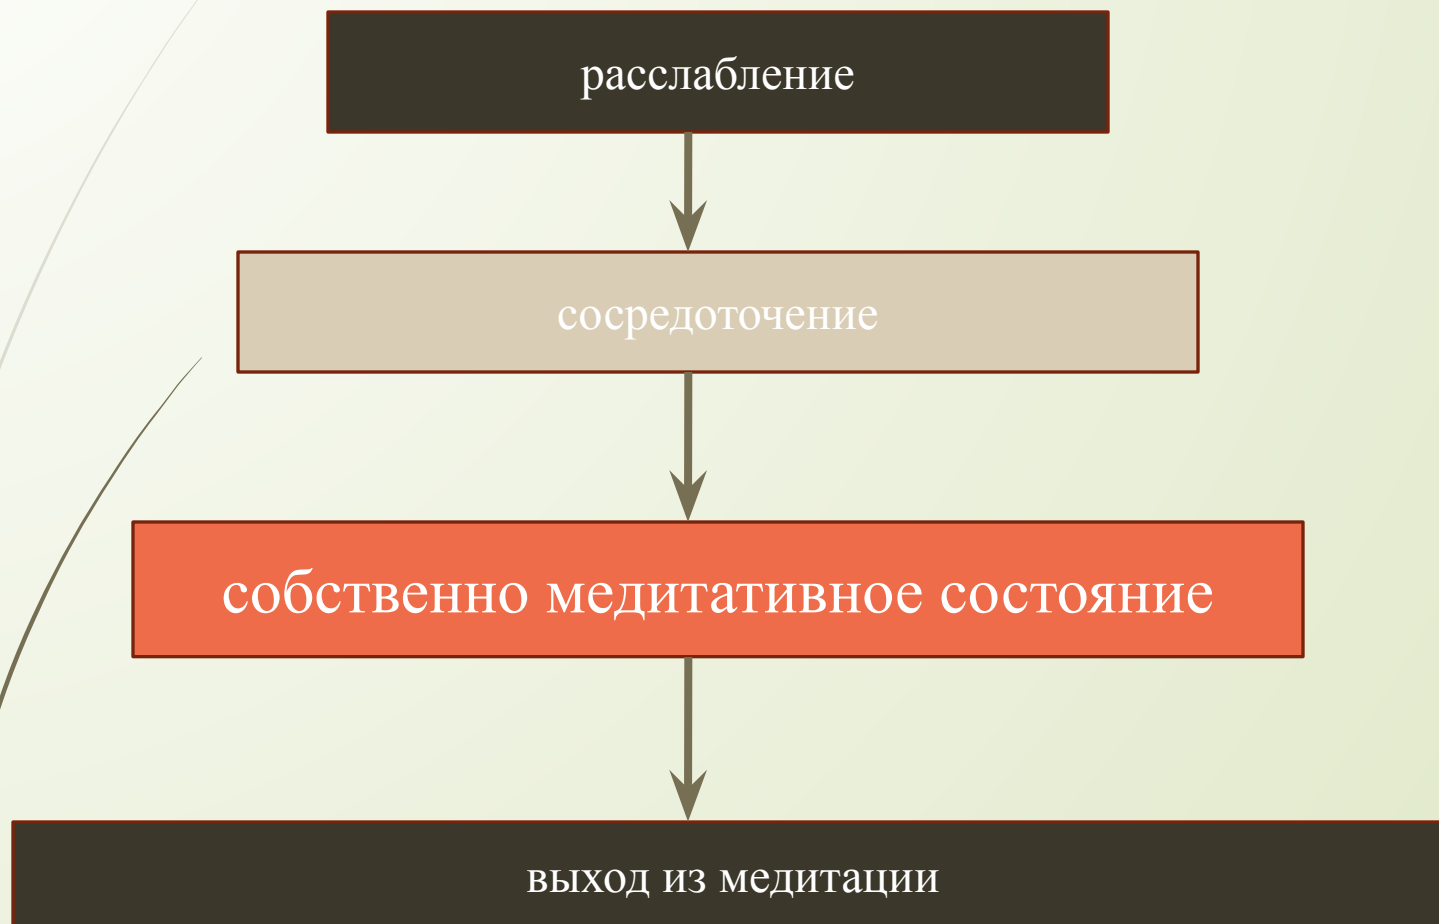 расслабление
сосредоточение
собственно медитативное состояние
выход из медитации